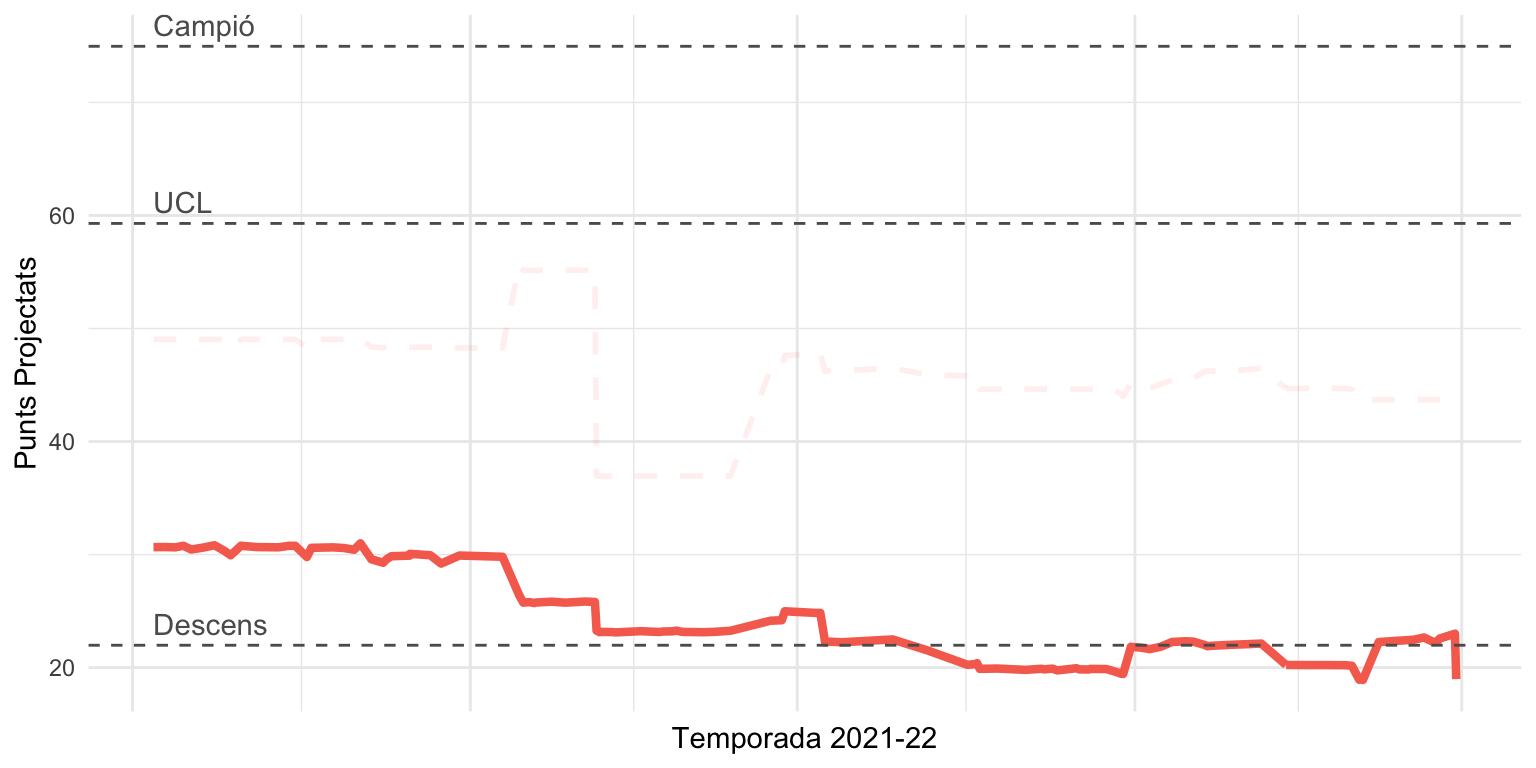 Campió
UCL
60
Punts Projectats
40
Descens
20
Temporada 2021-22